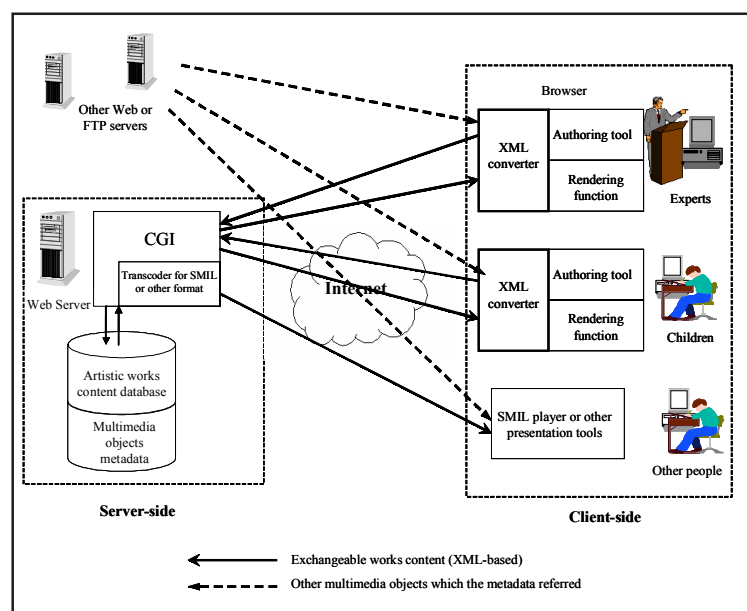 Other Web or
FTP servers
Browser
XML
converter
Authoring tool
Rendering
function
Experts
CGI
Transcoder for SMIL
or other format
Web Server
Internet
XML
converter
Authoring tool
Rendering
function
Children
Artistic works
content database
Multimedia
objects
metadata
SMIL player or other
presentation tools
Other people
Server-side
Client-side
Exchangeable works content (XML-based)
Other multimedia objects which the metadata referred